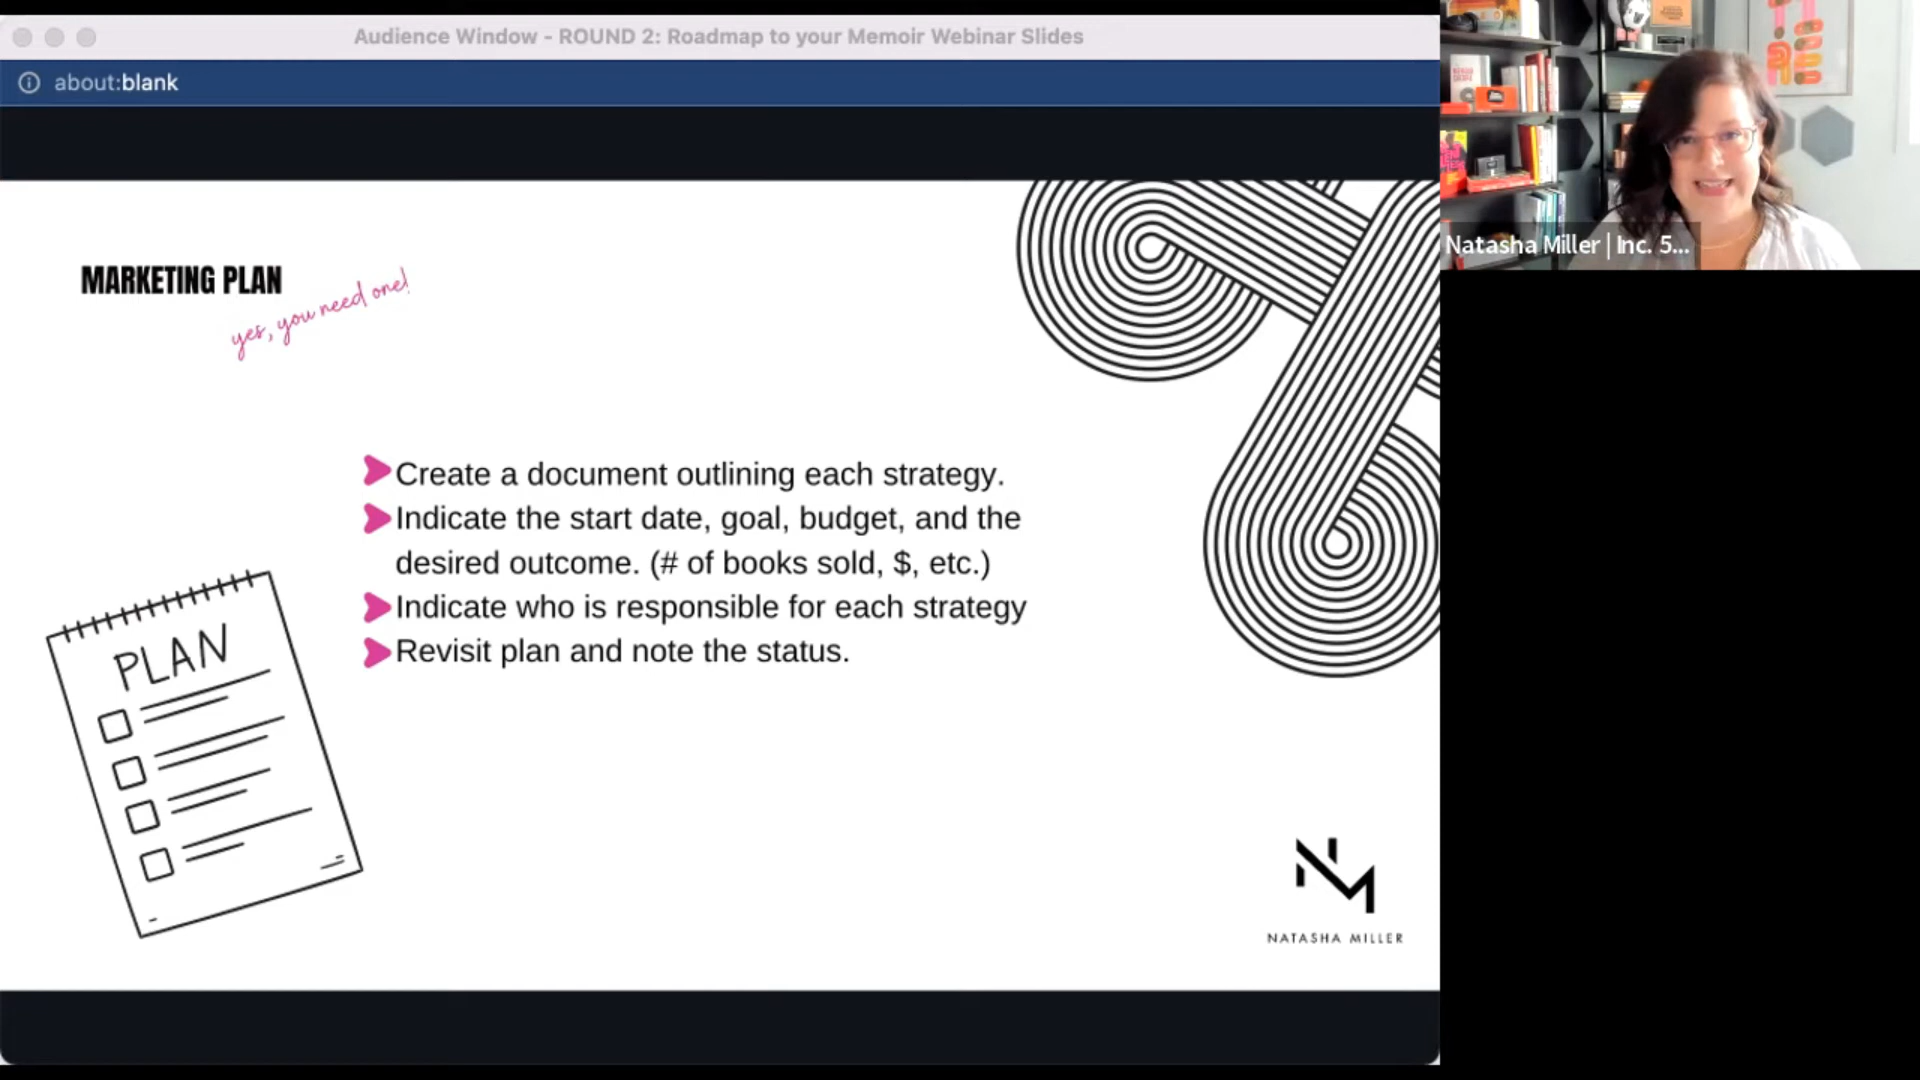 Audience Window - ROUND 2: Roadmap to your Memoir Webinar Slides
about:blank
Natasha Miller | Inc. 5...
MARKETING PLAN
yes, you need one!
Create a document outlining each strategy.
Indicate the start date, goal, budget, and the
desired outcome. (# of books sold, $, etc.)
Indicate who is responsible for each strategy
Revisit plan and note the status.
PLAN
NM
NATASHA MILLER